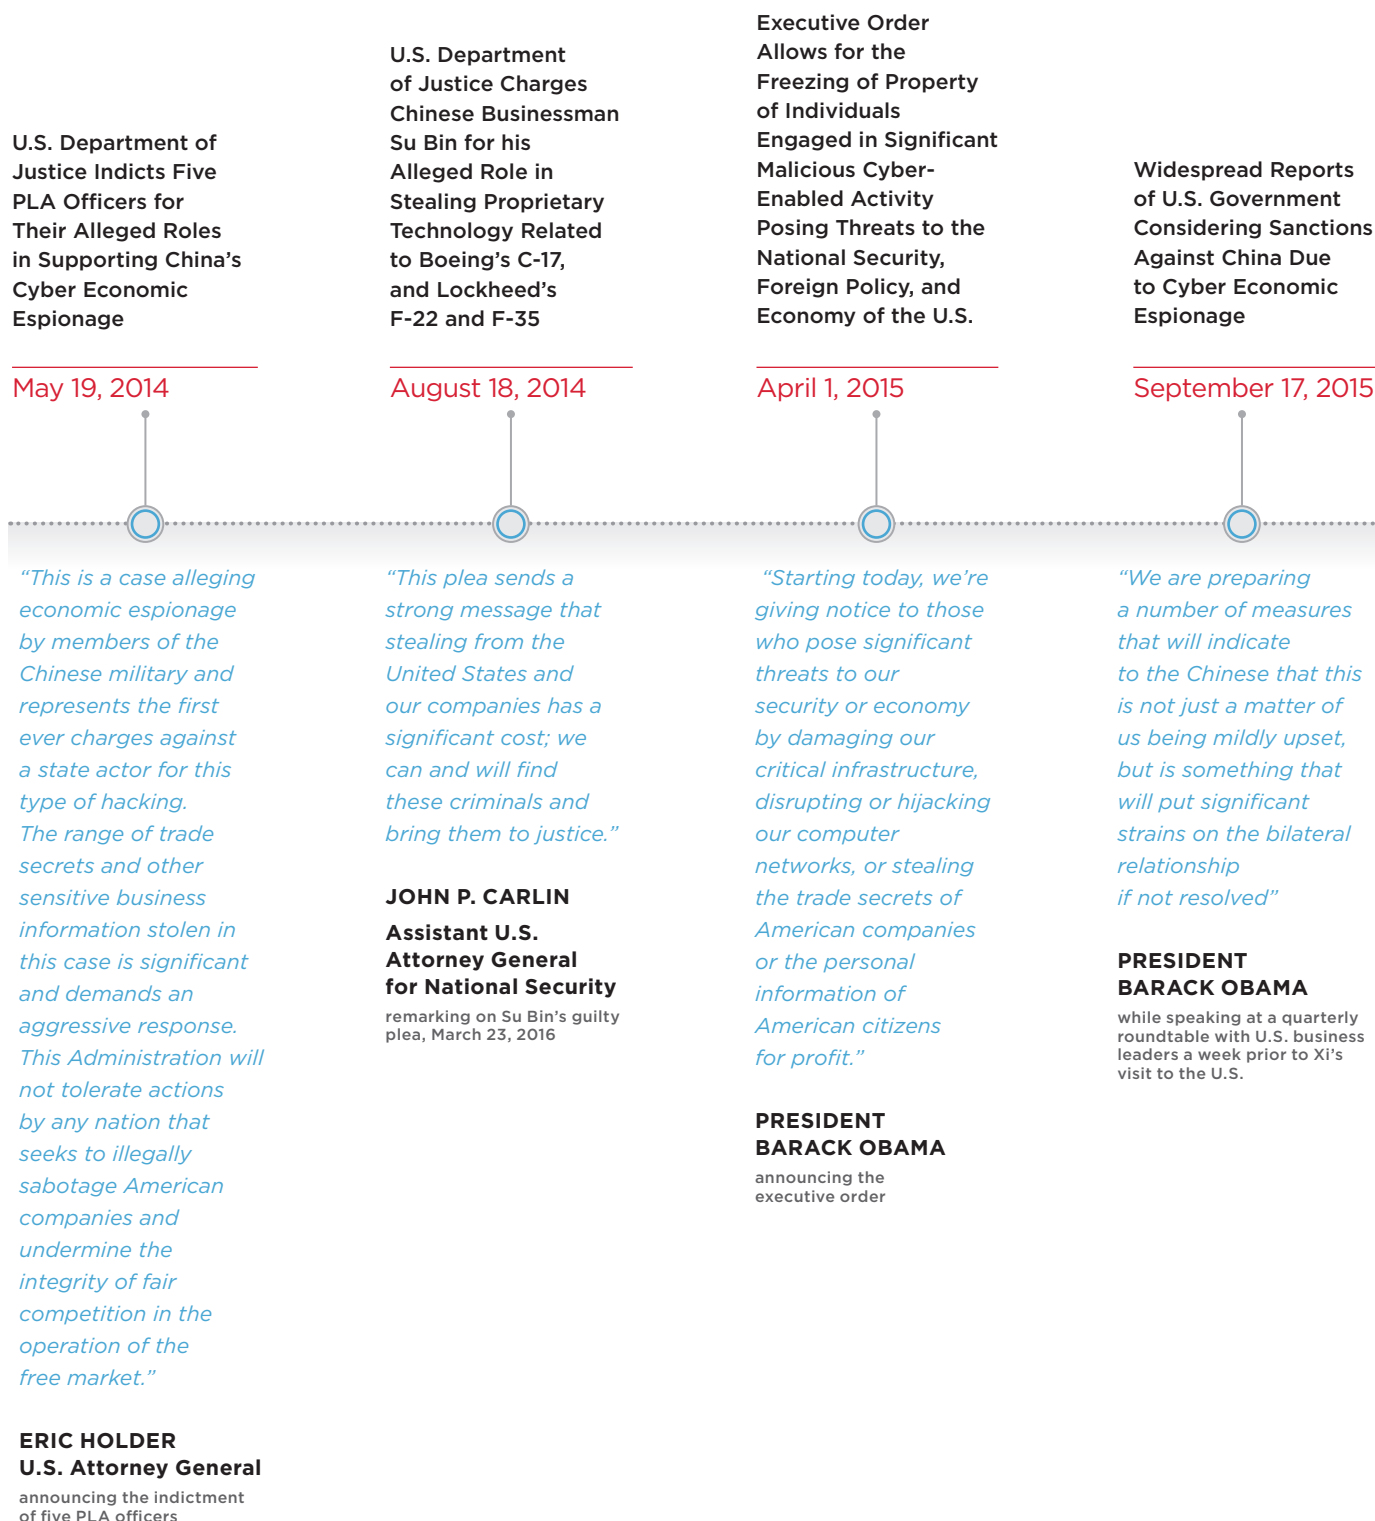 U.S. Department of
Justice Indicts Five
PLA Officers for
Their Alleged Roles
in Supporting China’s
Cyber Economic
Espionage
May 19, 2014
“This is a case alleging
economic espionage
by members of the
Chinese military and
represents the first
ever charges against
a state actor for this
type of hacking.
The range of trade
secrets and other
sensitive business
information stolen in
this case is significant
and demands an
aggressive response.
This Administration will
not tolerate actions
by any nation that
seeks to illegally
sabotage American
companies and
undermine the
integrity of fair
competition in the
operation of the
free market.”
ERIC HOLDER
U.S. Attorney General
announcing the indictment
of five PLA officers
U.S. Department
of Justice Charges
Chinese Businessman
Su Bin for his
Alleged Role in
Stealing Proprietary
Technology Related
to Boeing’s C-17,
and Lockheed’s
F-22 and F-35
August 18, 2014
“This plea sends a
strong message that
stealing from the
United States and
our companies has a
significant cost; we
can and will find
these criminals and
bring them to justice.”
JOHN P. CARLIN
Assistant U.S.
Attorney General
for National Security
remarking on Su Bin’s guilty
plea, March 23, 2016
Executive Order
Allows for the
Freezing of Property
of Individuals
Engaged in Significant
Malicious Cyber-
Enabled Activity
Posing Threats to the
National Security,
Foreign Policy, and
Economy of the U.S.
April 1, 2015
“Starting today, we’re
giving notice to those
who pose significant
threats to our
security or economy
by damaging our
critical infrastructure,
disrupting or hijacking
our computer
networks, or stealing
the trade secrets of
American companies
or the personal
information of
American citizens
for profit.”
PRESIDENT
BARACK OBAMA
announcing the
executive order
Widespread Reports
of U.S. Government
Considering Sanctions
Against China Due
to Cyber Economic
Espionage
September 17, 2015
“We are preparing
a number of measures
that will indicate
to the Chinese that this
is not just a matter of
us being mildly upset,
but is something that
will put significant
strains on the bilateral
relationship
if not resolved”
PRESIDENT
BARACK OBAMA
while speaking at a quarterly
roundtable with U.S. business
leaders a week prior to Xi’s
visit to the U.S.